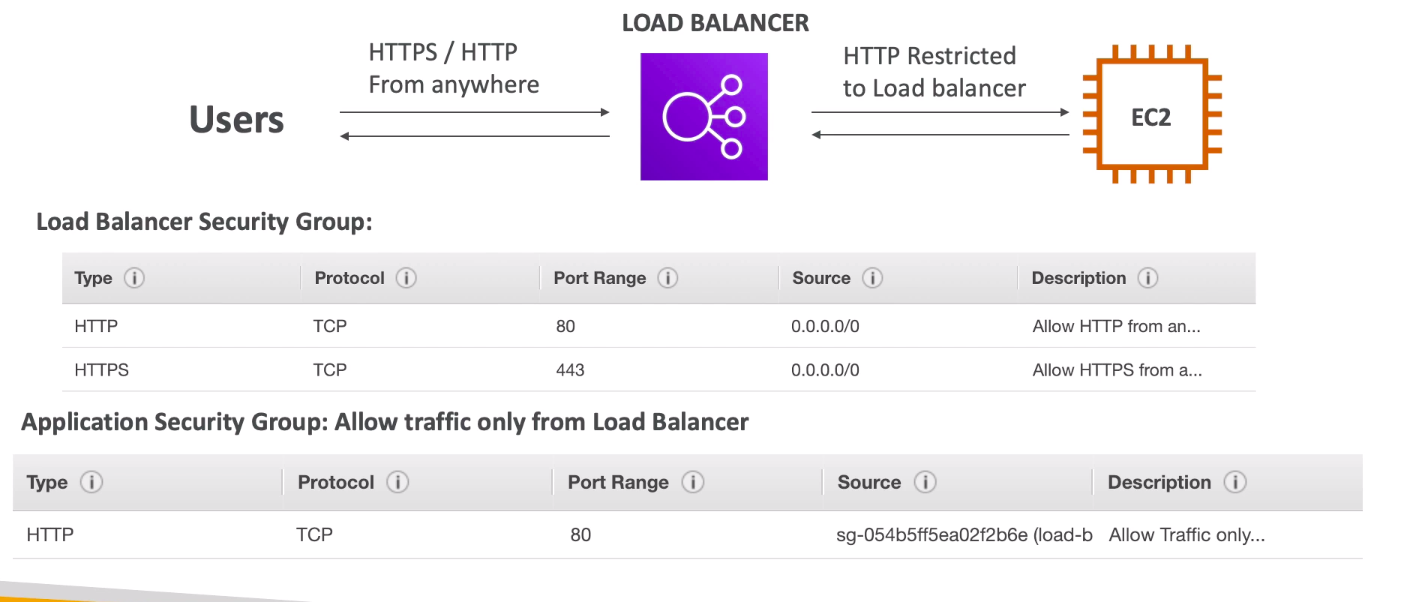 LOAD BALANCER
HTTPS / HTTP
From anywhere
HTTP Restricted
to Load balancer
Users
EC2
Load Balancer Security Group:
Type Protocol Port Range Source Description
HTTP TCP 80 0.0.0.0/0 Allow HTTP from an...
HTTPS TCP 443 0.0.0.0/0 Allow HTTPS from a...
Application Security Group: Allow traffic only from Load Balancer
Type Protocol Port Range Source Description
HTTP TCP 80 sg-054b5ff5ea02f2b6e (load-b Allow Traffic only...